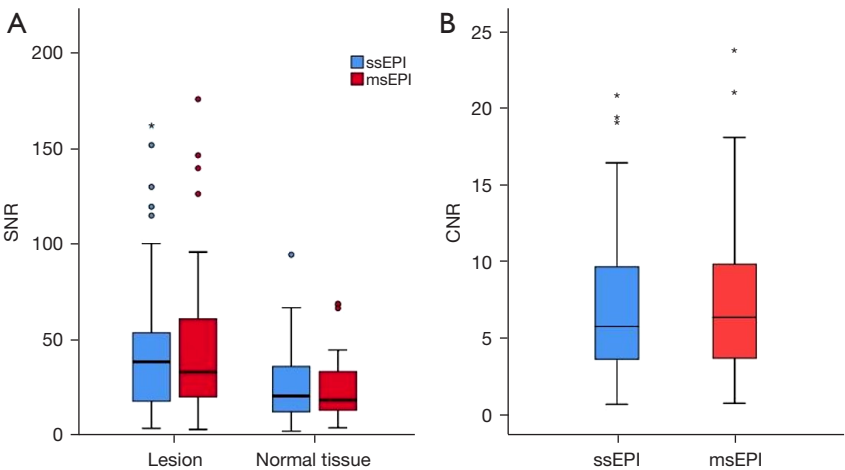 A
200
150
100
50
0
SNR
ssEPI
msEPI
Lesion
Normal tissue
B
25
20
15
10
5
0
CNR
ssEPI
msEPI